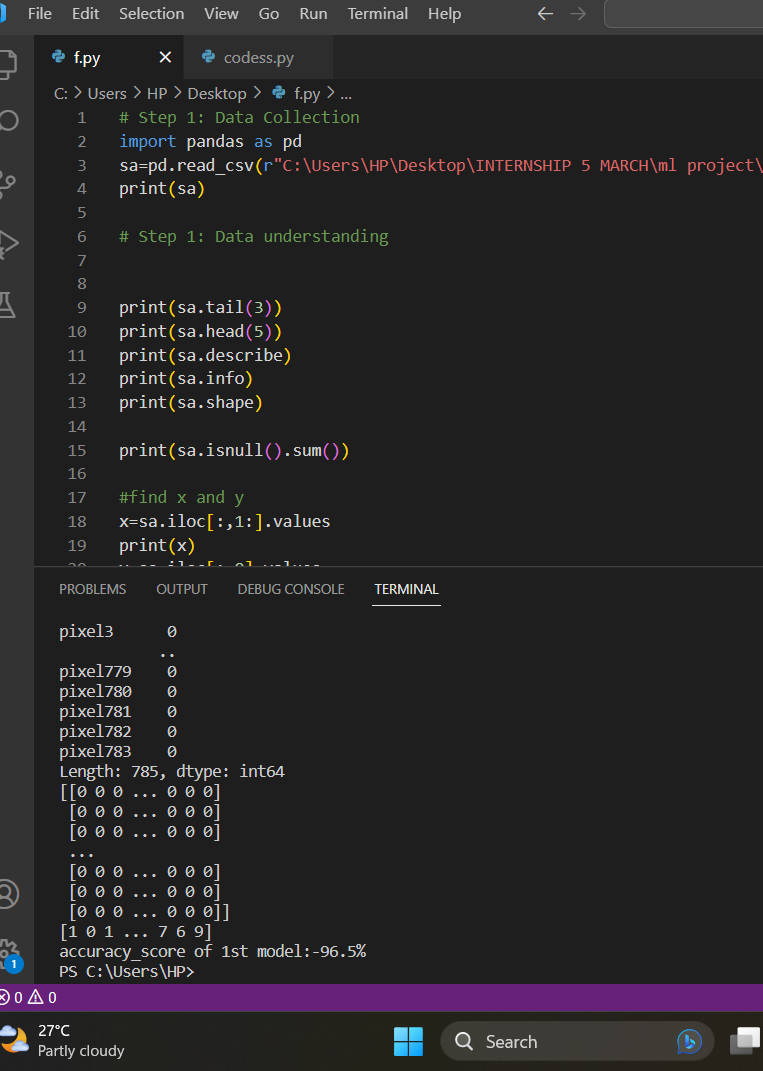 File Edit Selection View Go Run Terminal Help
f.py codess.py
C: > Users > HP > Desktop > f.py > ...
1 # Step 1: Data Collection
2 import pandas as pd
3 sa=pd.read_csv(r"C:\Users\HP\Desktop\INTERNSHIP 5 MARCH\ml project\
4 print(sa)
5
6 # Step 1: Data understanding
7
8
9 print(sa.tail(3))
10 print(sa.head(5))
11 print(sa.describe)
12 print(sa.info)
13 print(sa.shape)
14
15 print(sa.isnull().sum())
16
17 #find x and y
18 x=sa.iloc[:,1:].values
19 print(x)
PROBLEMS OUTPUT DEBUG CONSOLE TERMINAL
pixel3 0
..
pixel779 0
pixel780 0
pixel781 0
pixel782 0
pixel783 0
Length: 785, dtype: int64
[[0 0 0 ... 0 0 0]
[0 0 0 ... 0 0 0]
[0 0 0 ... 0 0 0]
...
[0 0 0 ... 0 0 0]
[0 0 0 ... 0 0 0]
[0 0 0 ... 0 0 0]]
[1 0 1 ... 7 6 9]
accuracy_score of 1st model:-96.5%
PS C:\Users\HP>
1
0 0
27°C
Partly cloudy
Search